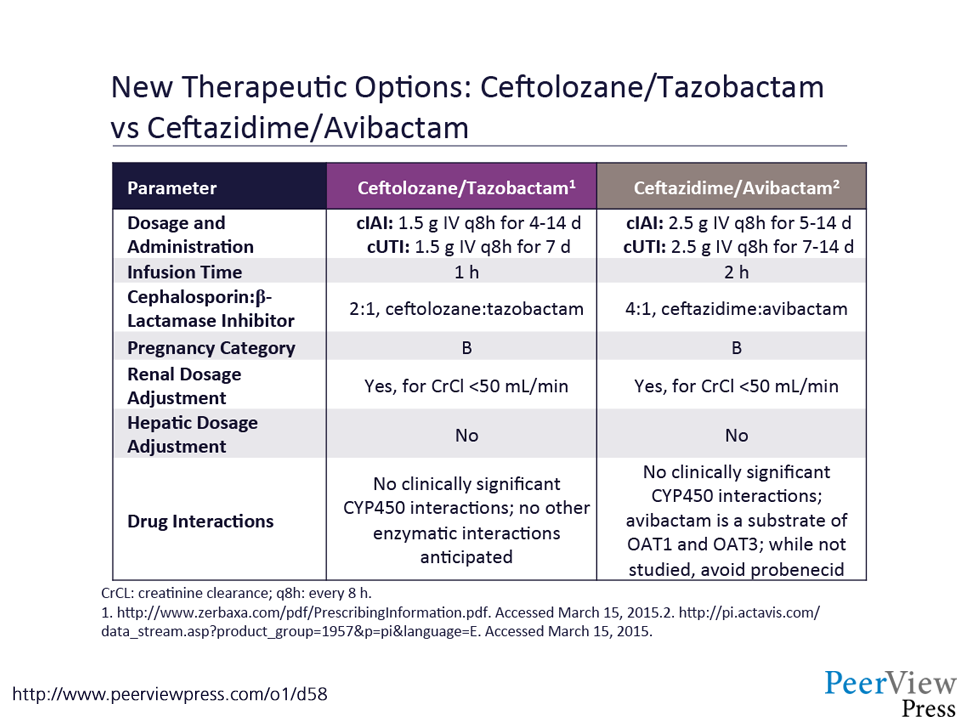 New Therapeutic Options: Ceftolozane/Tazobactam
vs Ceftazidime/Avibactam
Parameter
Ceftolozane/Tazobactam1
Ceftazidime/Avibactam2
Dosage and
Administration
cIAI: 1.5 g IV q8h for 4-14 d
cUTI: 1.5 g IV q8h for 7 d
cIAI: 2.5 g IV q8h for 5-14 d
cUTI: 2.5 g IV q8h for 7-14 d
Infusion Time
1 h
2 h
Cephalosporin:β-
Lactamase Inhibitor
2:1, ceftolozane:tazobactam
4:1, ceftazidime:avibactam
Pregnancy Category
B
B
Renal Dosage
Adjustment
Yes, for CrCl <50 mL/min
Yes, for CrCl <50 mL/min
Hepatic Dosage
Adjustment
No
No
Drug Interactions
No clinically significant
CYP450 interactions; no other
enzymatic interactions
anticipated
No clinically significant
CYP450 interactions;
avibactam is a substrate of
OAT1 and OAT3; while not
studied, avoid probenecid
CrCL: creatinine clearance; q8h: every 8 h.
1. http://www.zerbaxa.com/pdf/PrescribingInformation.pdf. Accessed March 15, 2015.2. http://pi.actavis.com/
data_stream.asp?product_group=1957&p=pi&language=E. Accessed March 15, 2015.
http://www.peerviewpress.com/o1/d58
PeerView
Press